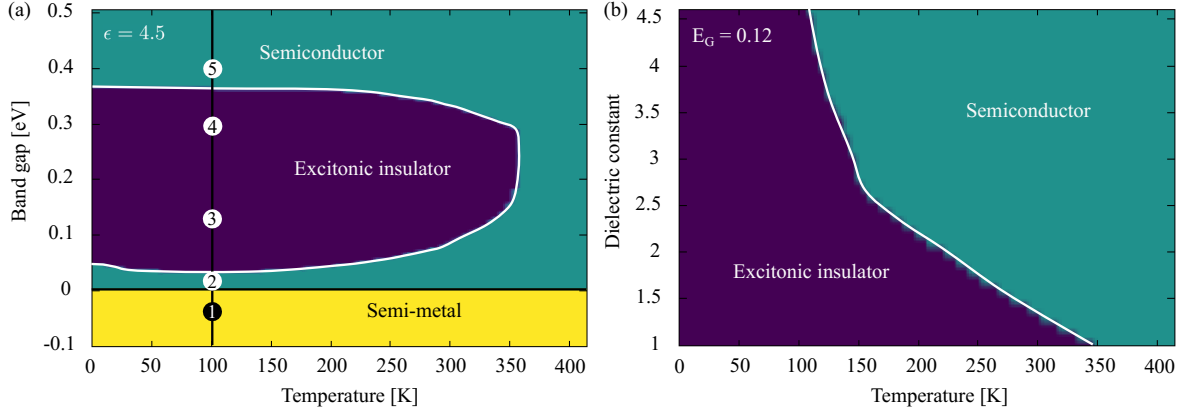 (a)
ϵ = 4.5
Semiconductor
Excitonic insulator
Semi-metal
5
4
3
2
1
0.5
0.4
0.3
0.2
0.1
0
-0.1
Band gap [eV]
0 50 100 150 200 250 300 350 400
Temperature [K]
(b)
E_G = 0.12
Semiconductor
Excitonic insulator
4.5
4
3.5
3
2.5
2
1.5
1
Dielectric constant
0 50 100 150 200 250 300 350 400
Temperature [K]